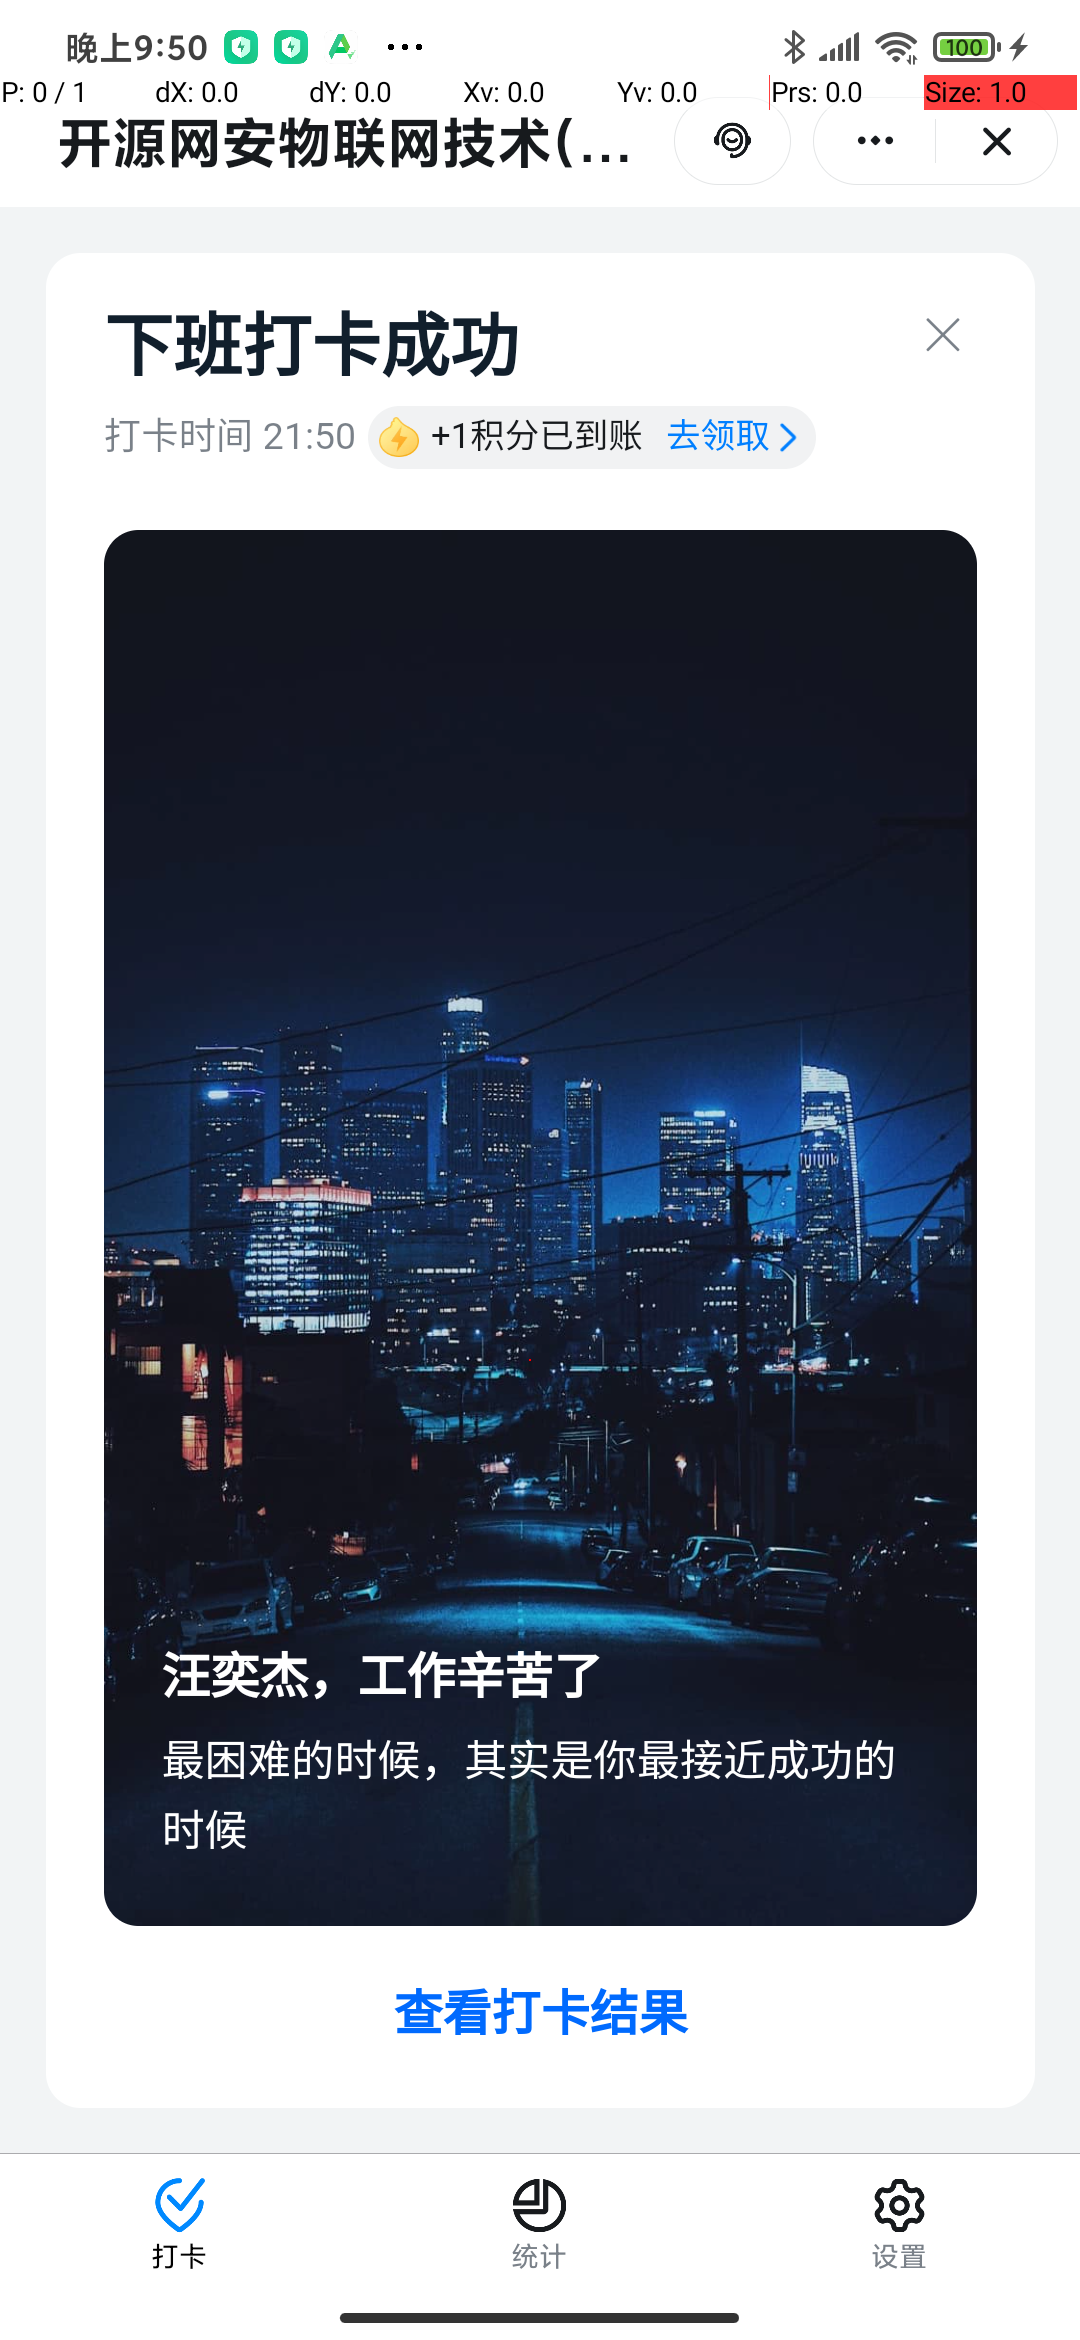 晚上9:50
100
P: 0 / 1 dX: 0.0 dY: 0.0 Xv: 0.0 Yv: 0.0 Prs: 0.0 Size: 1.0
开源网安物联网技术(...
下班打卡成功
打卡时间 21:50 +1积分已到账 去领取
汪奕杰，工作辛苦了
最困难的时候，其实是你最接近成功的
时候
查看打卡结果
打卡 统计 设置